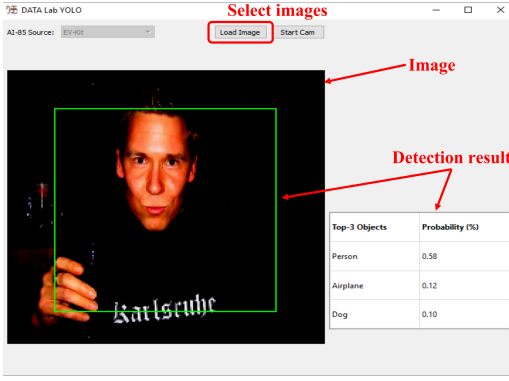 DATA Lab YOLO
Select images
AI-85 Source: EV-Kit Load Image Start Cam
Image
Detection result
Top-3 Objects Probability (%)
Person 0.58
Airplane 0.12
Dog 0.10
Karlsruhe